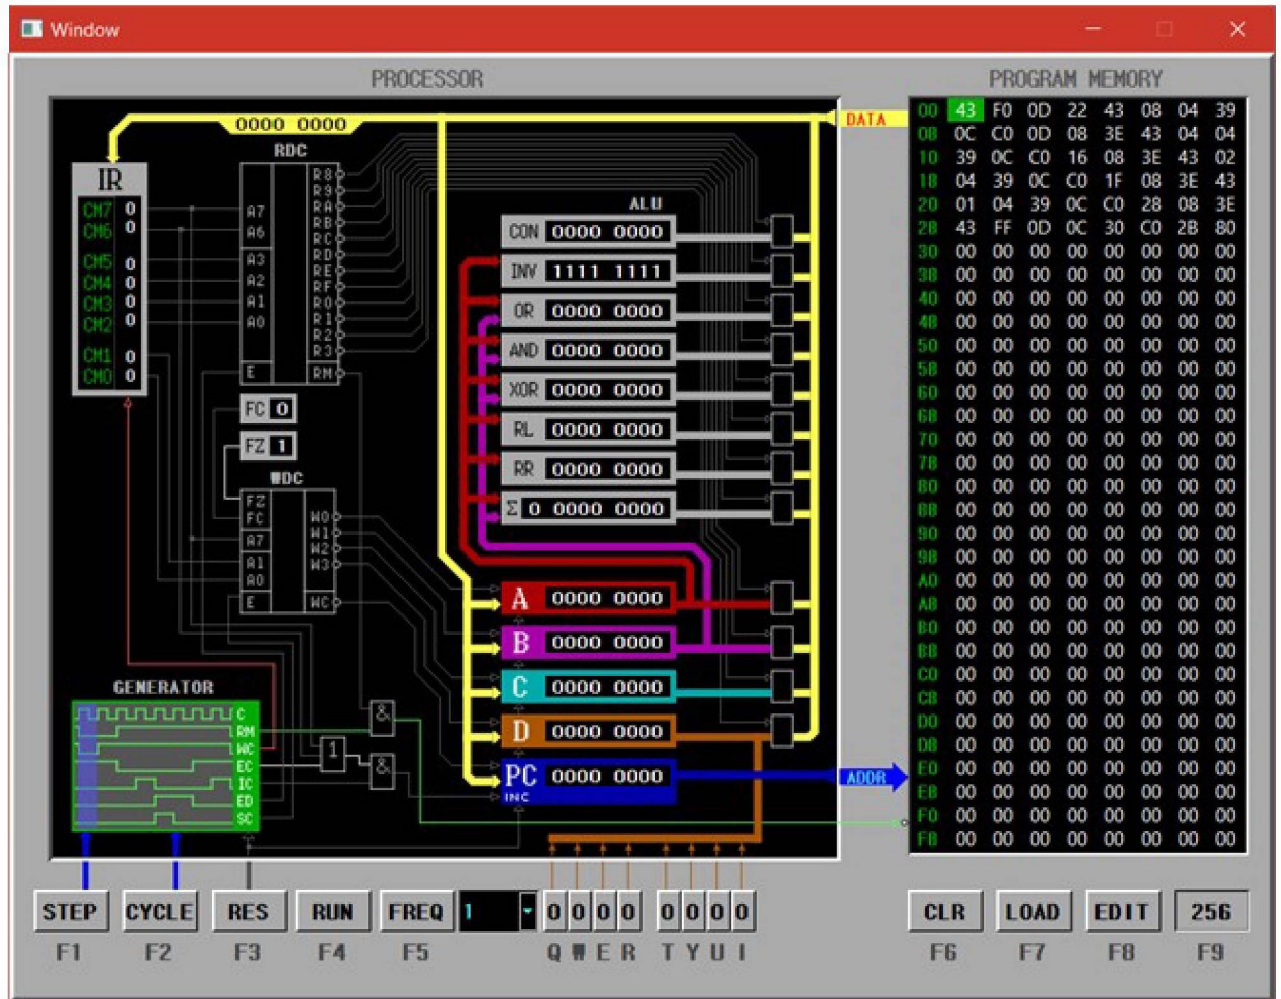 Window
PROCESSOR
PROGRAM MEMORY
0000 0000
DATA
RDC
IR
CM7 0
CM6 0
CM5 0
CM4 0
CM3 0
CM2 0
CM1 0
CM0 0
A7
A6
A3
A2
A1
A0
E
R8
R9
RA
RB
RC
RD
RE
RF
R0
R1
R2
R3
RM
FC 0
FZ 1
WDC
FZ
FC
A7
A1
A0
E
W0
W1
W2
W3
WC
ALU
CON 0000 0000
INV 1111 1111
OR 0000 0000
AND 0000 0000
XOR 0000 0000
RL 0000 0000
RR 0000 0000
Σ 0 0000 0000
A 0000 0000
B 0000 0000
C 0000 0000
D 0000 0000
PC 0000 0000
INC
ADDR
GENERATOR
C
RM
WC
EC
IC
ED
SC
&
1
&
00 43 F0 0D 22 43 08 04 39
08 0C C0 0D 08 3E 43 04 04
10 39 0C C0 16 08 3E 43 02
18 04 39 0C C0 1F 08 3E 43
20 01 04 39 0C C0 28 08 3E
28 43 FF 0D 0C 30 C0 2B 80
30 00 00 00 00 00 00 00 00
38 00 00 00 00 00 00 00 00
40 00 00 00 00 00 00 00 00
48 00 00 00 00 00 00 00 00
50 00 00 00 00 00 00 00 00
58 00 00 00 00 00 00 00 00
60 00 00 00 00 00 00 00 00
68 00 00 00 00 00 00 00 00
70 00 00 00 00 00 00 00 00
78 00 00 00 00 00 00 00 00
80 00 00 00 00 00 00 00 00
88 00 00 00 00 00 00 00 00
90 00 00 00 00 00 00 00 00
98 00 00 00 00 00 00 00 00
A0 00 00 00 00 00 00 00 00
A8 00 00 00 00 00 00 00 00
B0 00 00 00 00 00 00 00 00
B8 00 00 00 00 00 00 00 00
C0 00 00 00 00 00 00 00 00
C8 00 00 00 00 00 00 00 00
D0 00 00 00 00 00 00 00 00
D8 00 00 00 00 00 00 00 00
E0 00 00 00 00 00 00 00 00
E8 00 00 00 00 00 00 00 00
F0 00 00 00 00 00 00 00 00
F8 00 00 00 00 00 00 00 00
STEP CYCLE RES RUN FREQ 1 0 0 0 0 0 0 0 0 CLR LOAD EDIT 256
F1 F2 F3 F4 F5 Q W E R T Y U I F6 F7 F8 F9